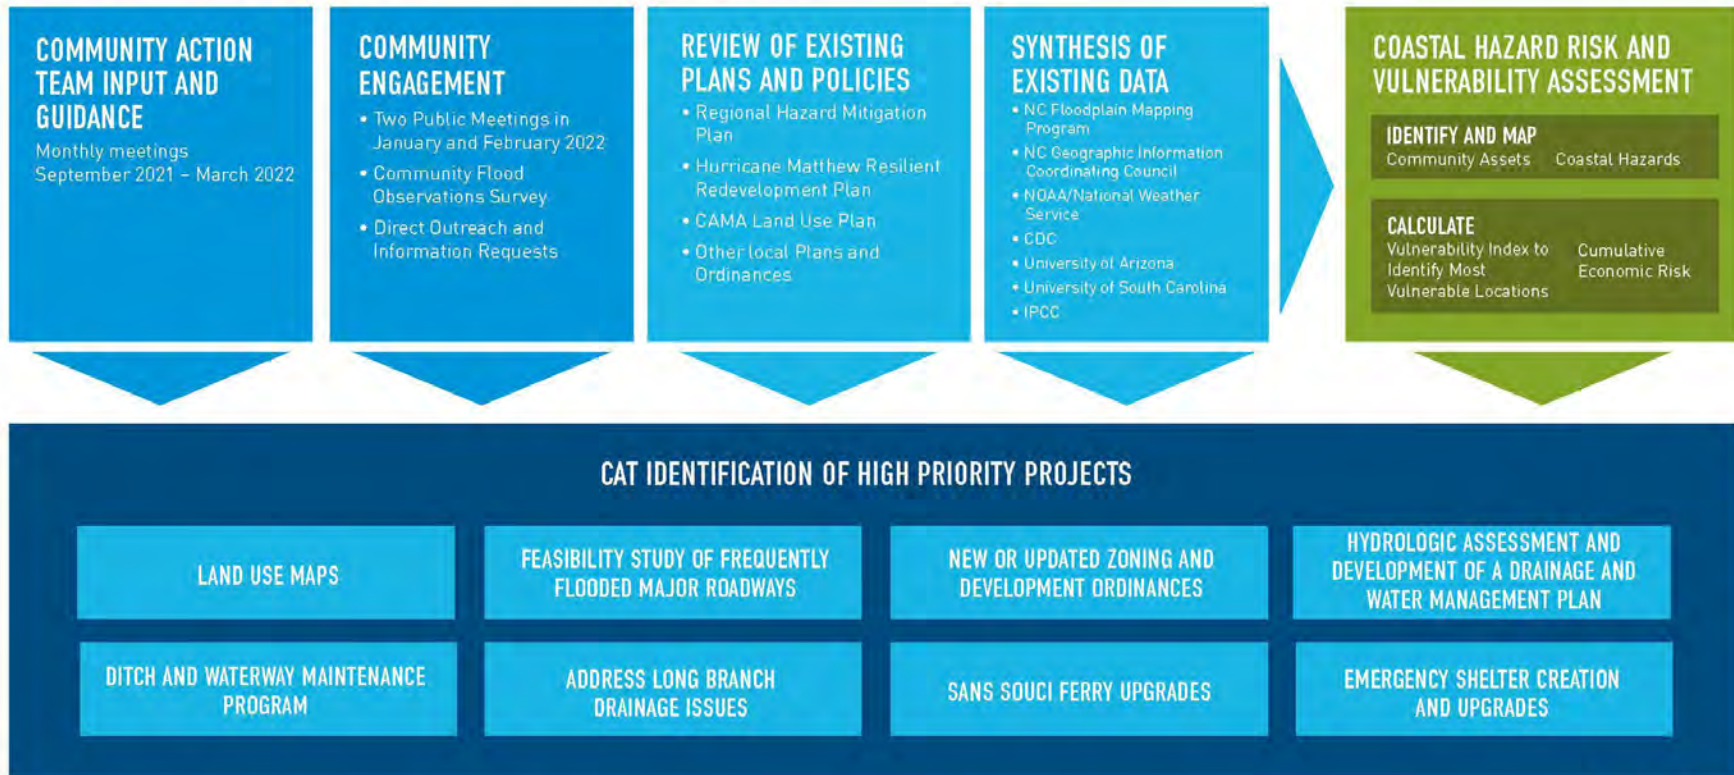 COMMUNITY ACTION
TEAM INPUT AND
GUIDANCE
Monthly meetings
September 2021 – March 2022
COMMUNITY
ENGAGEMENT
• Two Public Meetings in
January and February 2022
• Community Flood
Observations Survey
• Direct Outreach and
Information Requests
REVIEW OF EXISTING
PLANS AND POLICIES
• Regional Hazard Mitigation
Plan
• Hurricane Matthew Resilient
Redevelopment Plan
• CAMA Land Use Plan
• Other local Plans and
Ordinances
SYNTHESIS OF
EXISTING DATA
• NC Floodplain Mapping
Program
• NC Geographic Information
Coordinating Council
• NOAA/National Weather
Service
• CDC
• University of Arizona
• University of South Carolina
• IPCC
COASTAL HAZARD RISK AND
VULNERABILITY ASSESSMENT
IDENTIFY AND MAP
Community Assets Coastal Hazards
CALCULATE
Vulnerability Index to
Identify Most
Vulnerable Locations
Cumulative
Economic Risk
CAT IDENTIFICATION OF HIGH PRIORITY PROJECTS
LAND USE MAPS
FEASIBILITY STUDY OF FREQUENTLY
FLOODED MAJOR ROADWAYS
NEW OR UPDATED ZONING AND
DEVELOPMENT ORDINANCES
HYDROLOGIC ASSESSMENT AND
DEVELOPMENT OF A DRAINAGE AND
WATER MANAGEMENT PLAN
DITCH AND WATERWAY MAINTENANCE
PROGRAM
ADDRESS LONG BRANCH
DRAINAGE ISSUES
SANS SOUCI FERRY UPGRADES
EMERGENCY SHELTER CREATION
AND UPGRADES